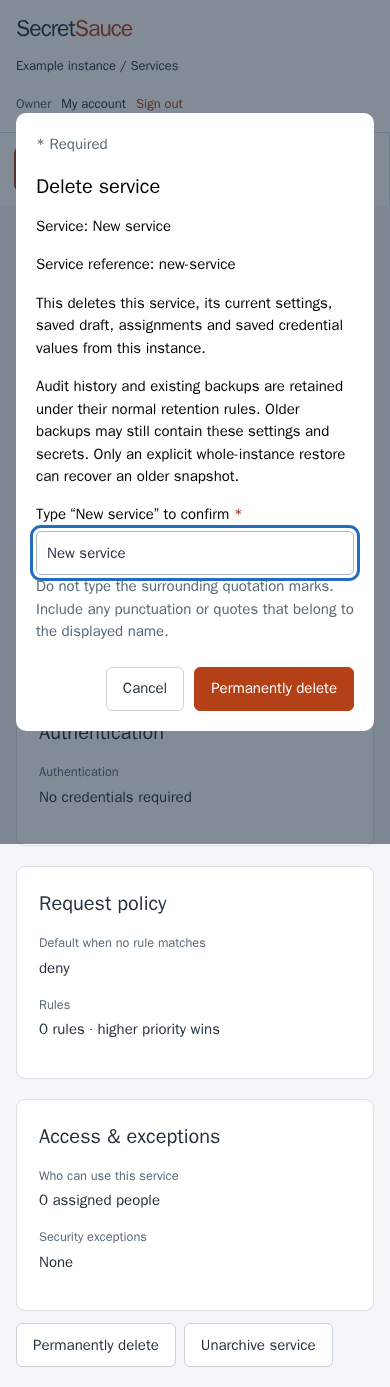 SecretSauce
Example instance / Services
Owner My account Sign out
* Required
Delete service
Service: New service
Service reference: new-service
This deletes this service, its current settings,
saved draft, assignments and saved credential
values from this instance.
Audit history and existing backups are retained
under their normal retention rules. Older
backups may still contain these settings and
secrets. Only an explicit whole-instance restore
can recover an older snapshot.
Type “New service” to confirm *
New service
Do not type the surrounding quotation marks.
Include any punctuation or quotes that belong to
the displayed name.
Cancel Permanently delete
Authentication
Authentication
No credentials required
Request policy
Default when no rule matches
deny
Rules
0 rules · higher priority wins
Access & exceptions
Who can use this service
0 assigned people
Security exceptions
None
Permanently delete Unarchive service